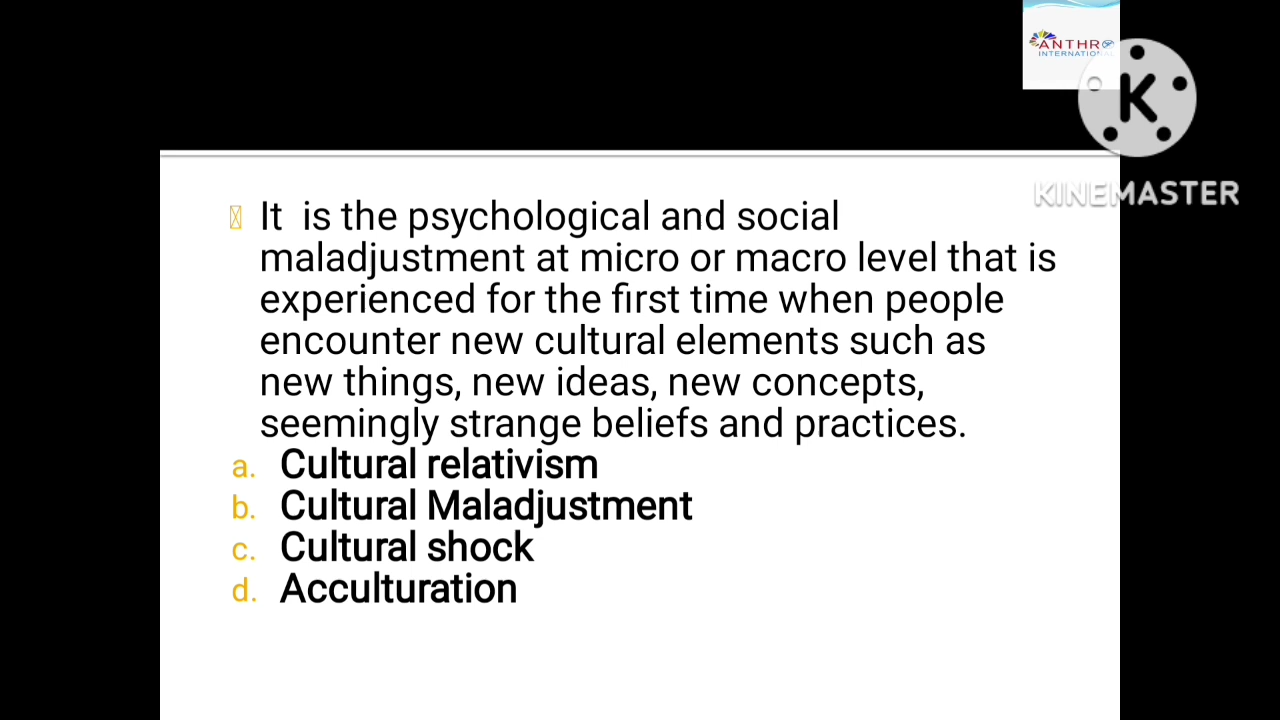 ANTHRO
INTERNATIONAL
K
KINEMASTER
It is the psychological and social
maladjustment at micro or macro level that is
experienced for the first time when people
encounter new cultural elements such as
new things, new ideas, new concepts,
seemingly strange beliefs and practices.
a. Cultural relativism
b. Cultural Maladjustment
c. Cultural shock
d. Acculturation